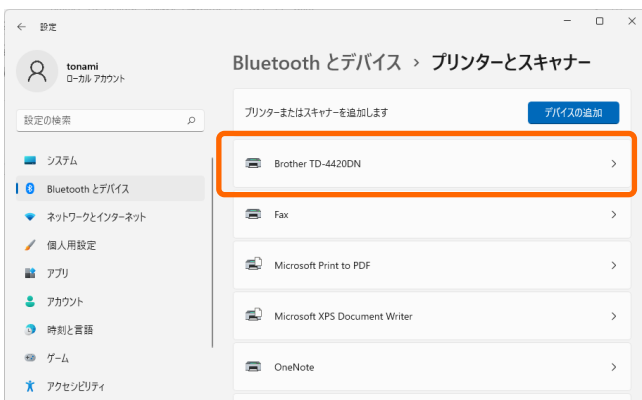 設定
tonami
ローカル アカウント
設定の検索
システム
Bluetooth とデバイス
ネットワークとインターネット
個人用設定
アプリ
アカウント
時刻と言語
ゲーム
アクセシビリティ
Bluetooth とデバイス › プリンターとスキャナー
プリンターまたはスキャナーを追加します
デバイスの追加
Brother TD-4420DN
Fax
Microsoft Print to PDF
Microsoft XPS Document Writer
OneNote